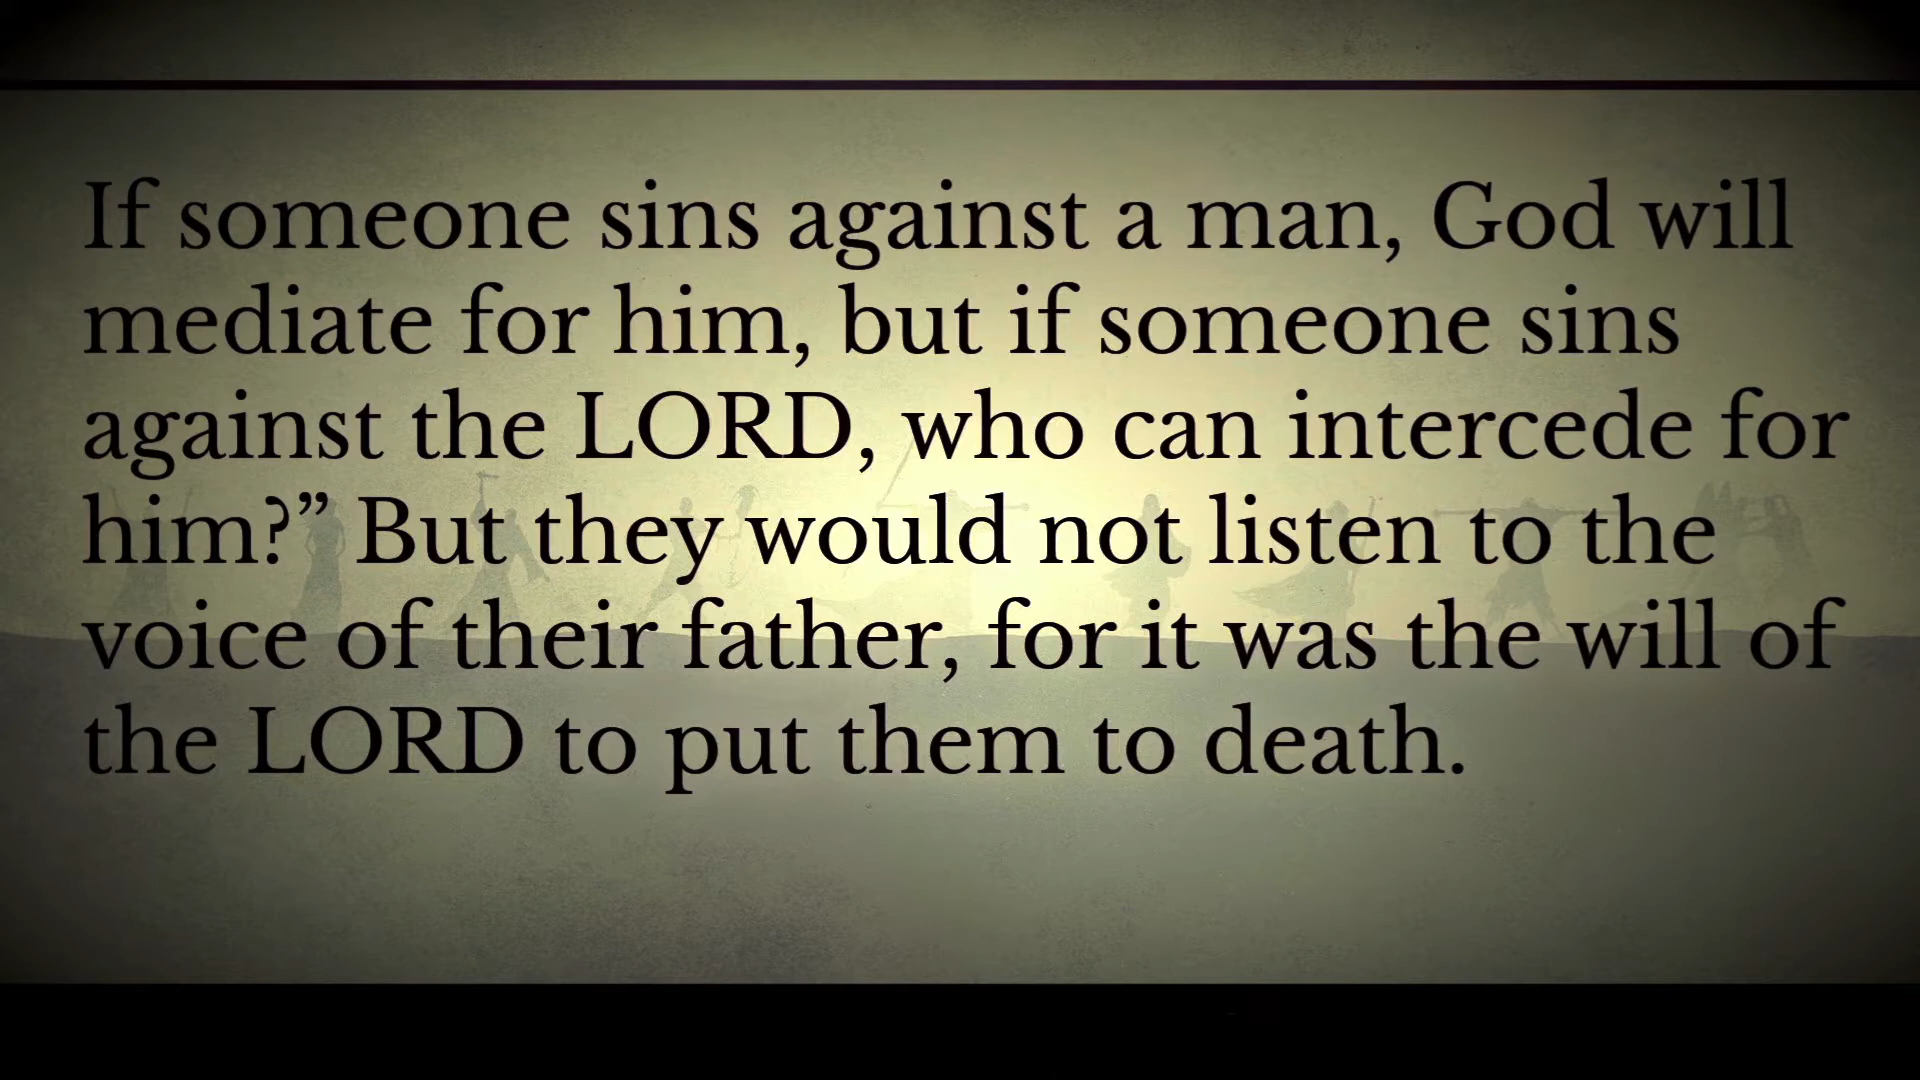 If someone sins against a man, God will
mediate for him, but if someone sins
against the LORD, who can intercede for
him?” But they would not listen to the
voice of their father, for it was the will of
the LORD to put them to death.